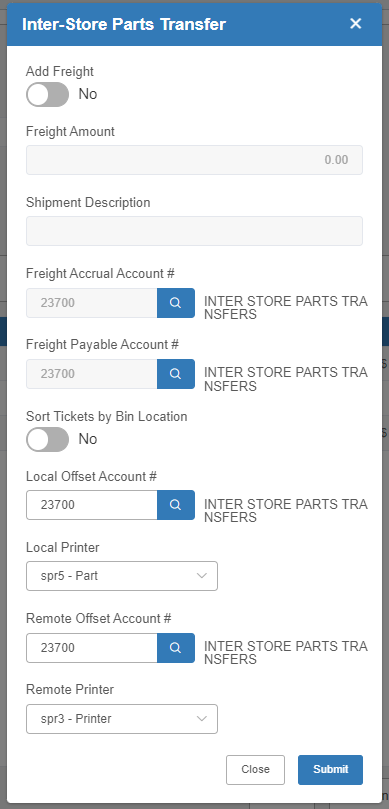 Inter-Store Parts Transfer
Add Freight
No
Freight Amount
0.00
Shipment Description
Freight Accrual Account #
23700
INTER STORE PARTS TRA
NSFERS
Freight Payable Account #
23700
INTER STORE PARTS TRA
NSFERS
Sort Tickets by Bin Location
No
Local Offset Account #
23700
INTER STORE PARTS TRA
NSFERS
Local Printer
spr5 - Part
Remote Offset Account #
23700
INTER STORE PARTS TRA
NSFERS
Remote Printer
spr3 - Printer
Close
Submit